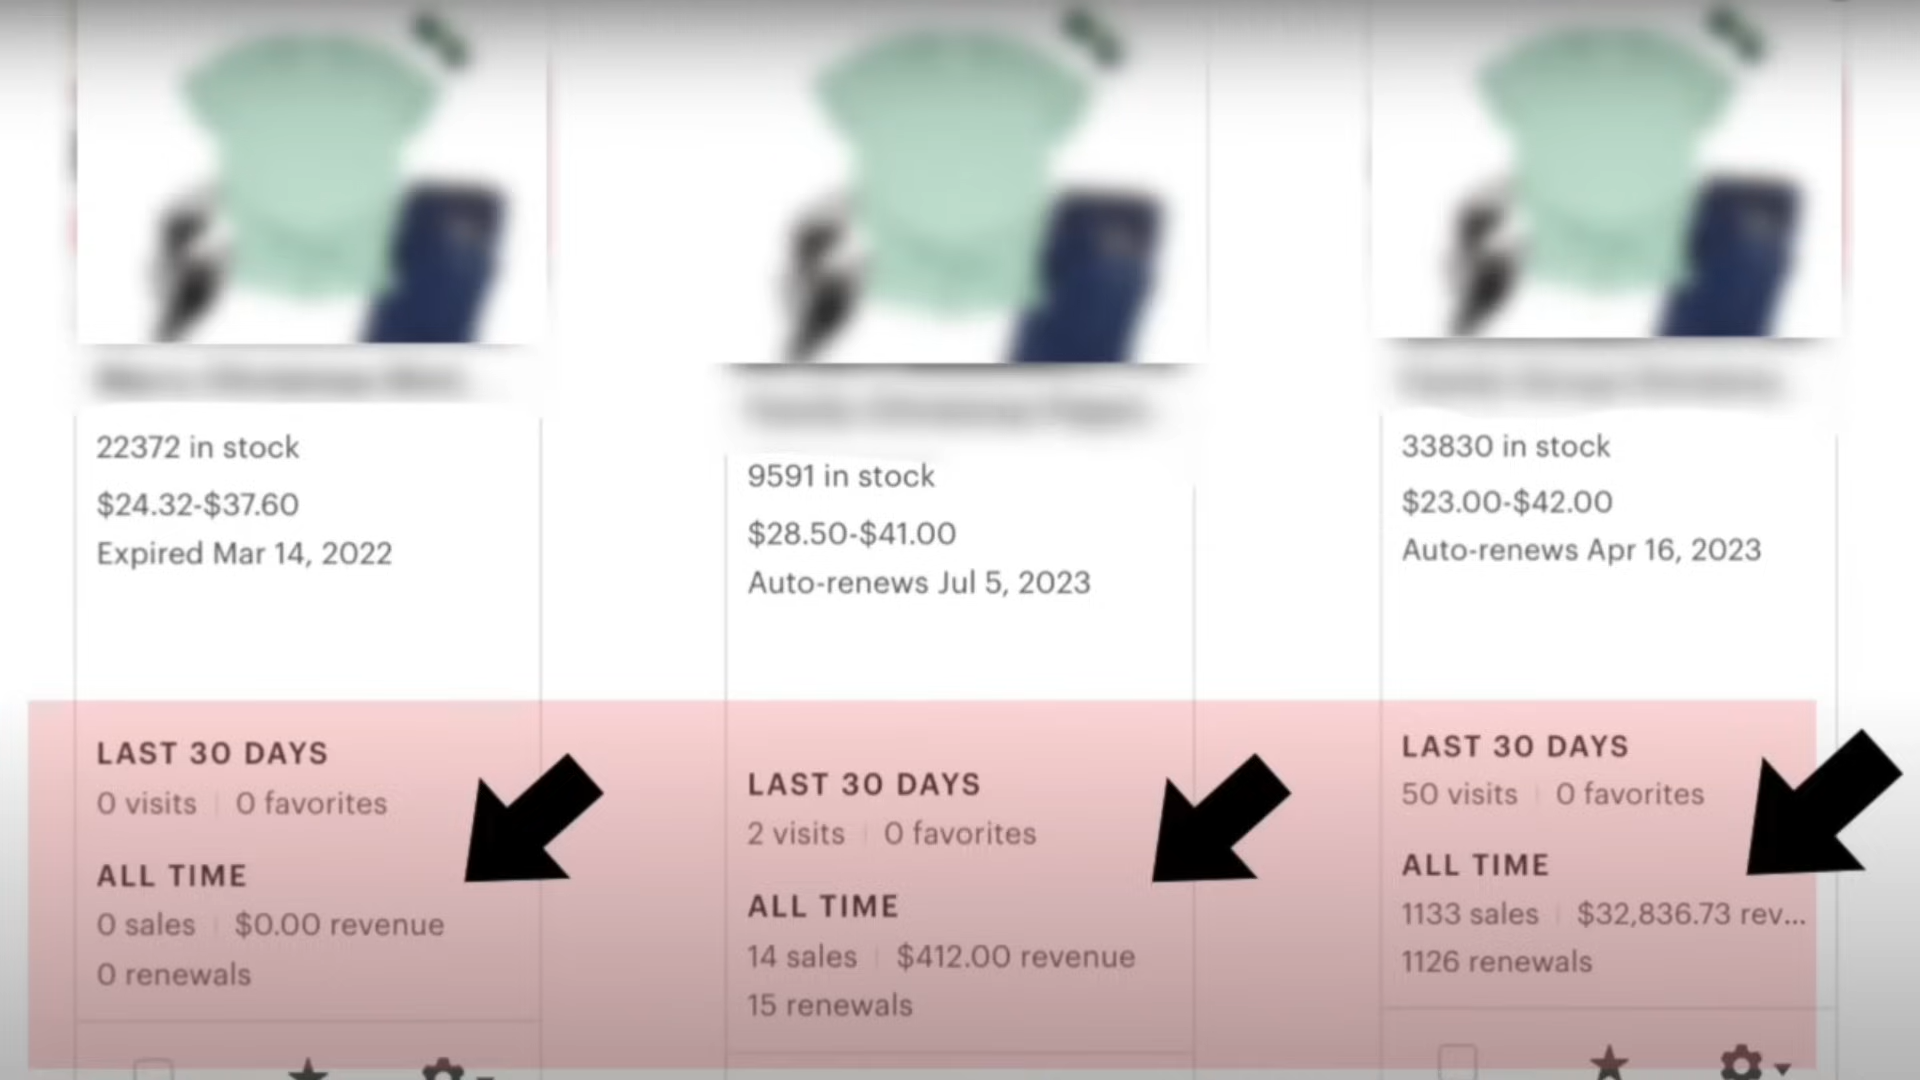 22372 in stock
$24.32-$37.60
Expired Mar 14, 2022
LAST 30 DAYS
0 visits | 0 favorites
ALL TIME
0 sales | $0.00 revenue
0 renewals
9591 in stock
$28.50-$41.00
Auto-renews Jul 5, 2023
LAST 30 DAYS
2 visits | 0 favorites
ALL TIME
14 sales | $412.00 revenue
15 renewals
33830 in stock
$23.00-$42.00
Auto-renews Apr 16, 2023
LAST 30 DAYS
50 visits | 0 favorites
ALL TIME
1133 sales | $32,836.73 rev...
1126 renewals